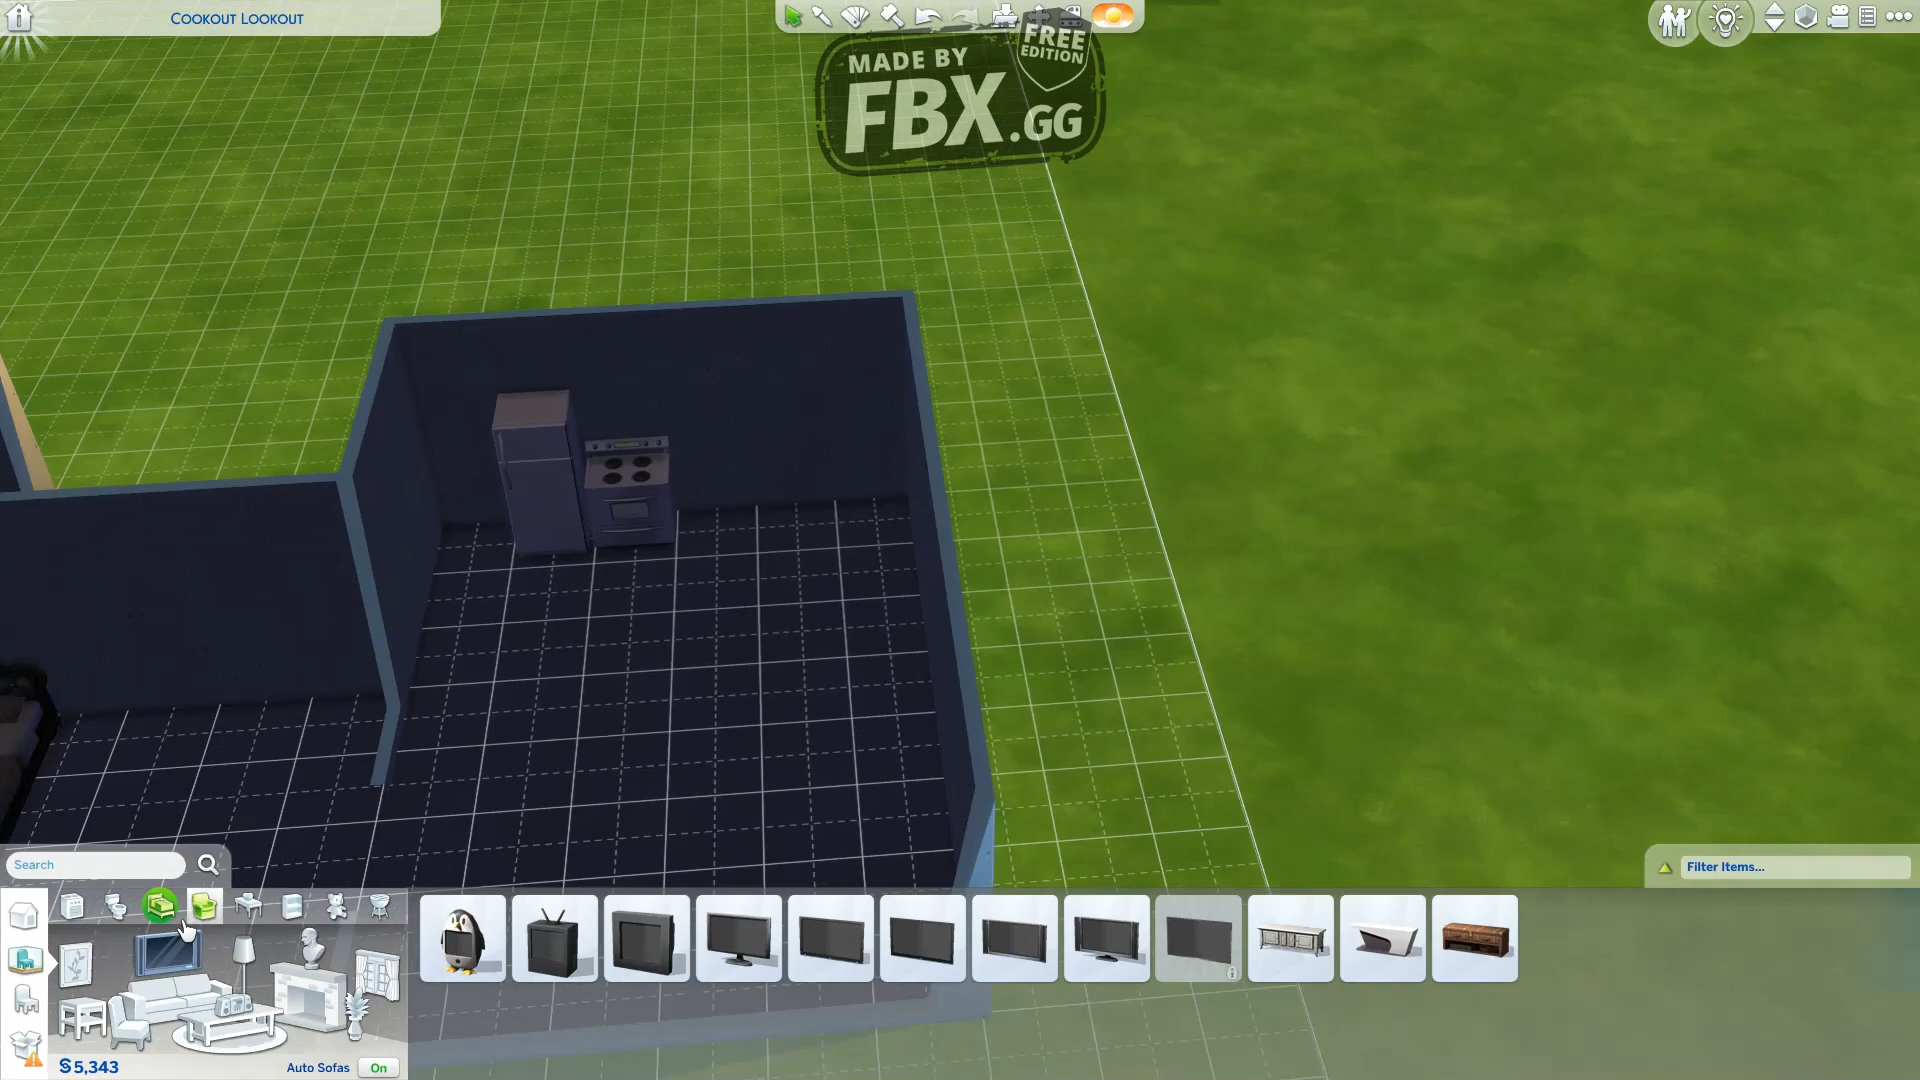 Cookout Lookout
FREE
EDITION
MADE BY
FBX.GG
Search
Filter Items...
§5,343
Auto Sofas
On